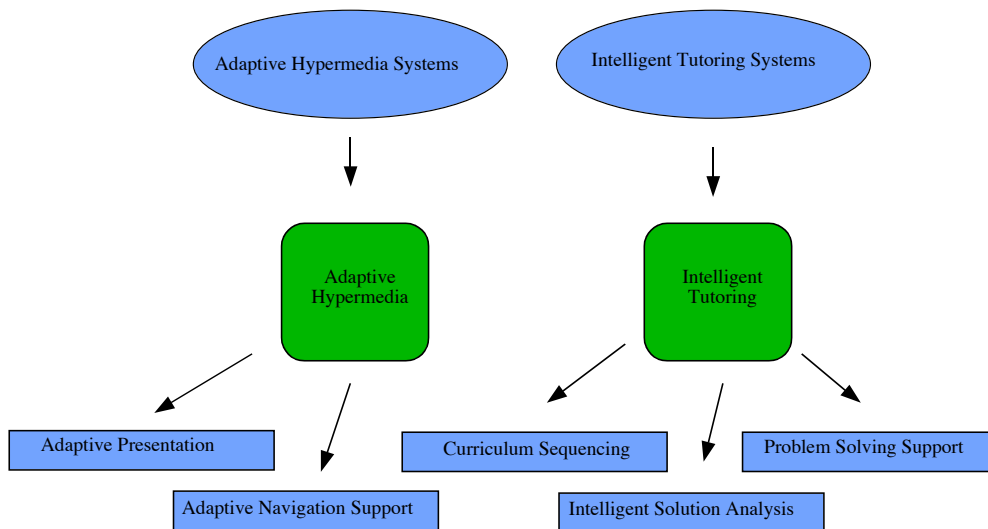 Adaptive Hypermedia Systems
Intelligent Tutoring Systems
Adaptive
Hypermedia
Intelligent
Tutoring
Adaptive Presentation
Curriculum Sequencing
Problem Solving Support
Adaptive Navigation Support
Intelligent Solution Analysis